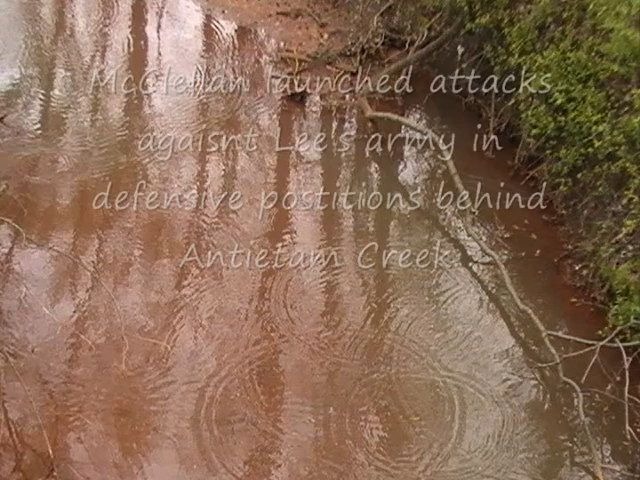 McClellan launched attacks
agaisnt Lee's army in
defensive postitions behind
Antietam Creek.